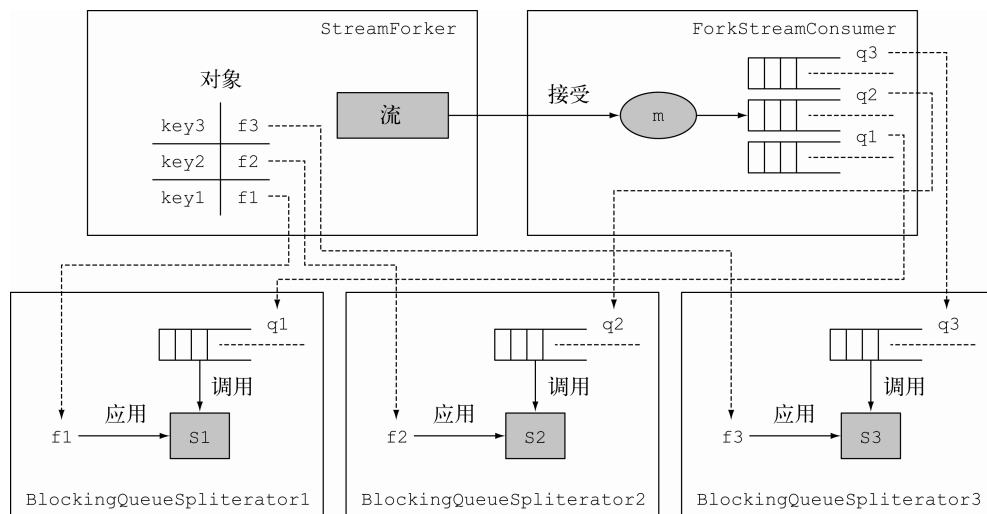 StreamForker
对象
key3 f3
key2 f2
key1 f1
流
接受
ForkStreamConsumer
m
q3
q2
q1
q1
调用
f1 应用 S1
BlockingQueueSpliterator1
q2
调用
f2 应用 S2
BlockingQueueSpliterator2
q3
调用
f3 应用 S3
BlockingQueueSpliterator3